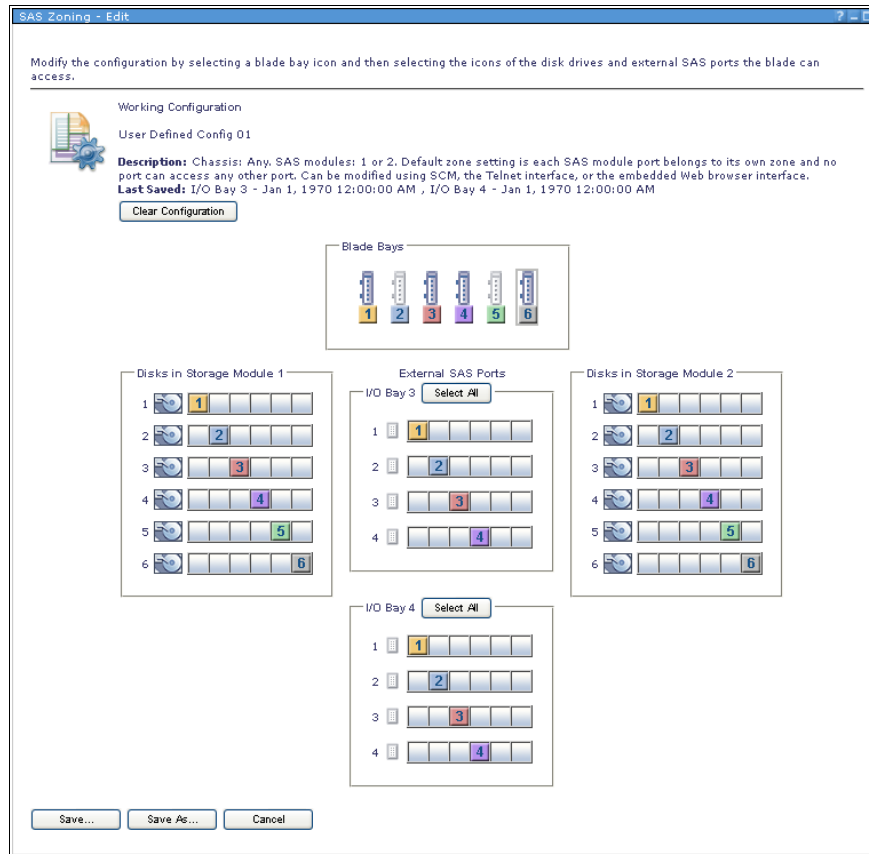 SAS Zoning - Edit
? –
Modify the configuration by selecting a blade bay icon and then selecting the icons of the disk drives and external SAS ports the blade can
access.
Working Configuration
User Defined Config 01
Description: Chassis: Any. SAS modules: 1 or 2. Default zone setting is each SAS module port belongs to its own zone and no
port can access any other port. Can be modified using SCM, the Telnet interface, or the embedded Web browser interface.
Last Saved: I/O Bay 3 - Jan 1, 1970 12:00:00 AM , I/O Bay 4 - Jan 1, 1970 12:00:00 AM
Clear Configuration
Blade Bays
1 2 3 4 5 6
Disks in Storage Module 1
1 1
2 2
3 3
4 4
5 5
6 6
External SAS Ports
I/O Bay 3 Select All
1 1
2 2
3 3
4 4
Disks in Storage Module 2
1 1
2 2
3 3
4 4
5 5
6 6
I/O Bay 4 Select All
1 1
2 2
3 3
4 4
Save... Save As... Cancel